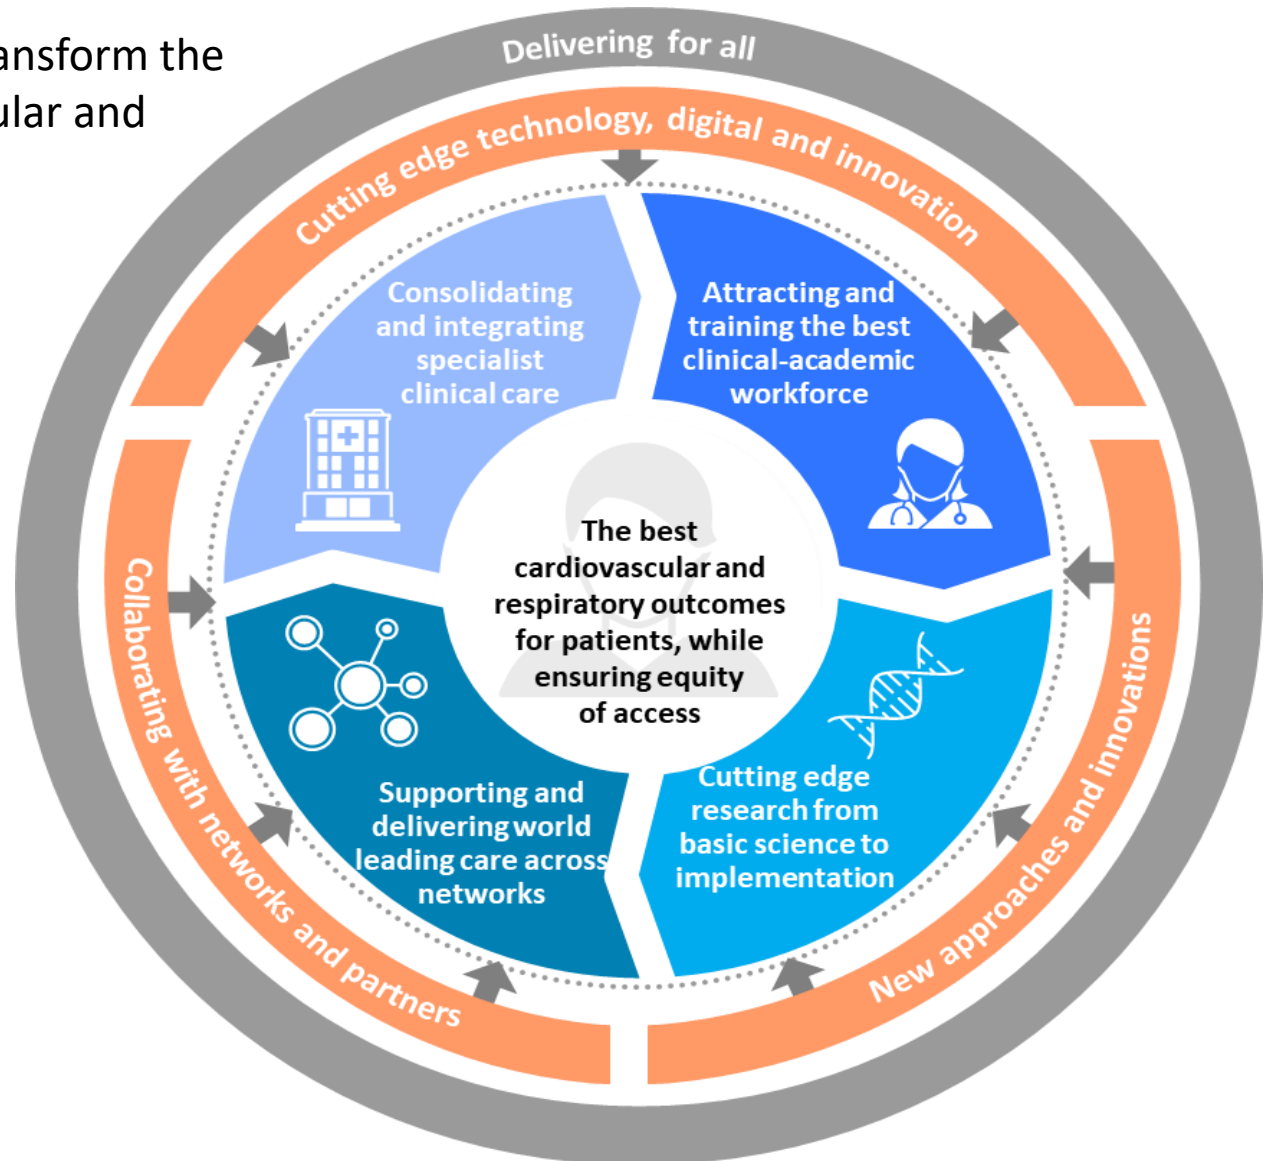 ansform the
ular and
Delivering for all
Cutting edge technology, digital and innovation
Consolidating
and integrating
specialist
clinical care
Attracting and
training the best
clinical-academic
workforce
The best
cardiovascular and
respiratory outcomes
for patients, while
ensuring equity
of access
Supporting and
delivering world
leading care across
networks
Cutting edge
research from
basic science to
implementation
Collaborating with networks and partners
New approaches and innovations